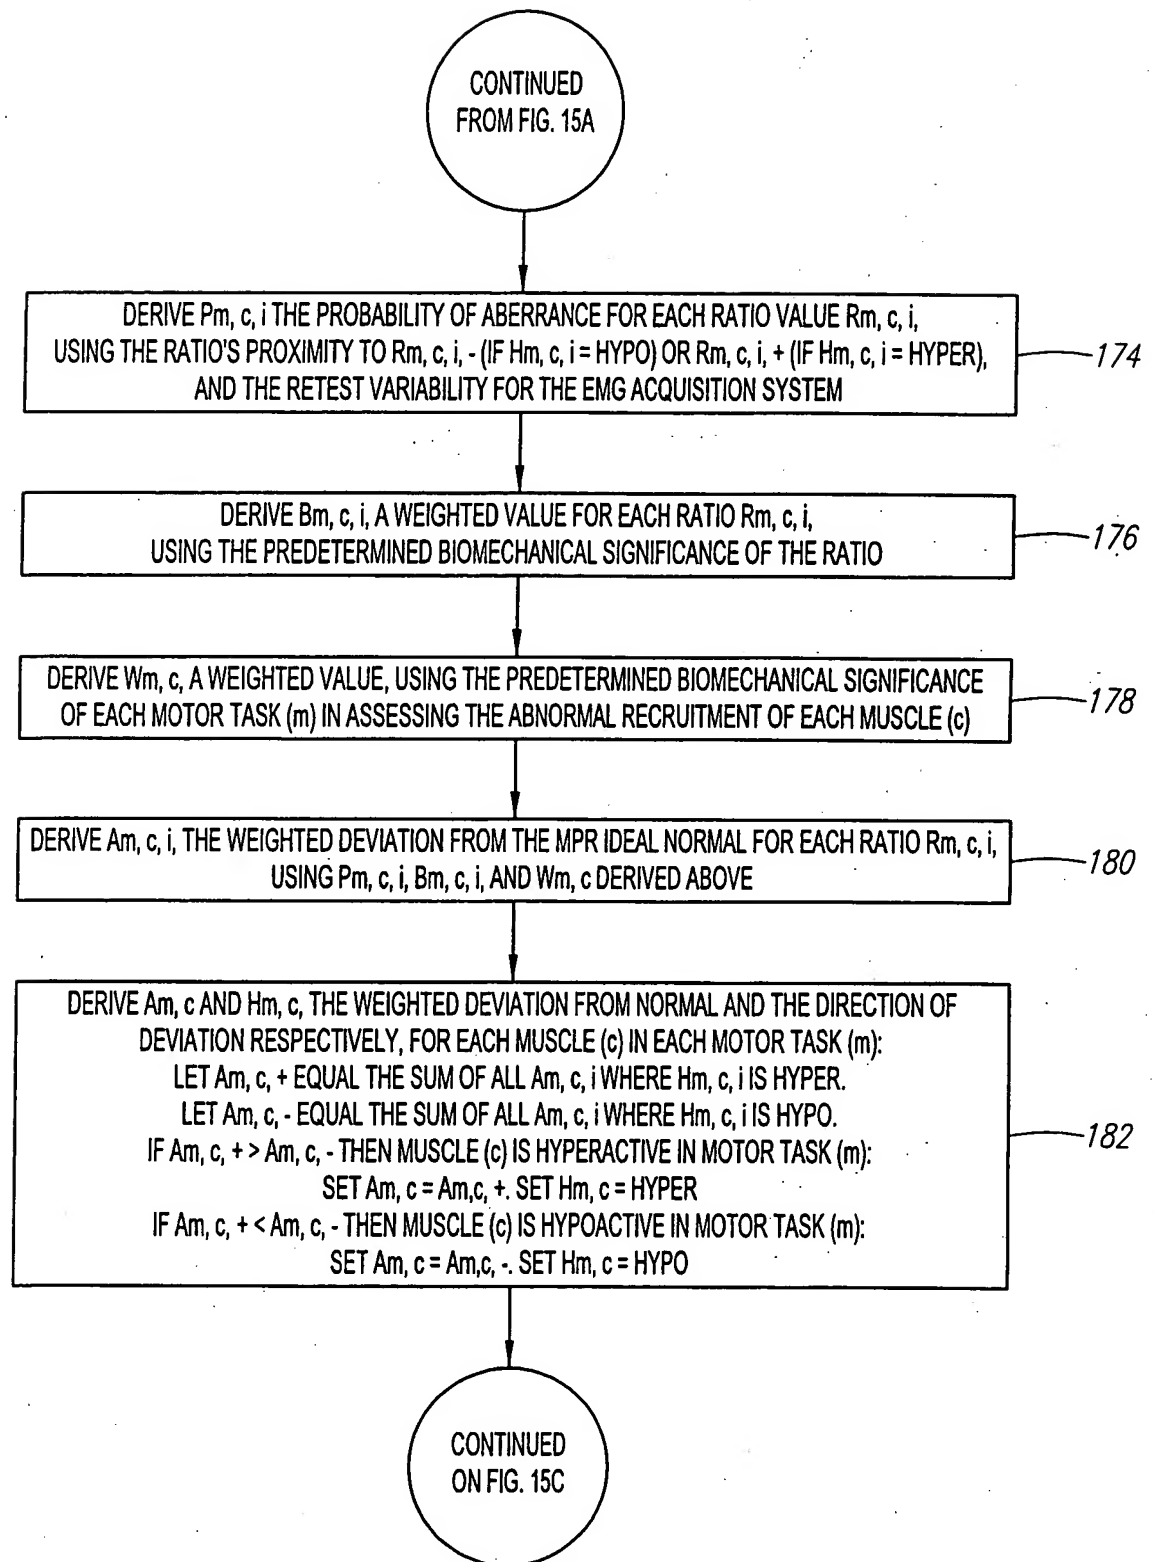 CONTINUED
FROM FIG. 15A
DERIVE Pm, c, i THE PROBABILITY OF ABERRANCE FOR EACH RATIO VALUE Rm, c, i,
USING THE RATIO'S PROXIMITY TO Rm, c, i, - (IF Hm, c, i = HYPO) OR Rm, c, i, + (IF Hm, c, i = HYPER),
AND THE RETEST VARIABILITY FOR THE EMG ACQUISITION SYSTEM
174
DERIVE Bm, c, i, A WEIGHTED VALUE FOR EACH RATIO Rm, c, i,
USING THE PREDETERMINED BIOMECHANICAL SIGNIFICANCE OF THE RATIO
176
DERIVE Wm, c, A WEIGHTED VALUE, USING THE PREDETERMINED BIOMECHANICAL SIGNIFICANCE
OF EACH MOTOR TASK (m) IN ASSESSING THE ABNORMAL RECRUITMENT OF EACH MUSCLE (c)
178
DERIVE Am, c, i, THE WEIGHTED DEVIATION FROM THE MPR IDEAL NORMAL FOR EACH RATIO Rm, c, i,
USING Pm, c, i, Bm, c, i, AND Wm, c DERIVED ABOVE
180
DERIVE Am, c AND Hm, c, THE WEIGHTED DEVIATION FROM NORMAL AND THE DIRECTION OF
DEVIATION RESPECTIVELY, FOR EACH MUSCLE (c) IN EACH MOTOR TASK (m):
LET Am, c, + EQUAL THE SUM OF ALL Am, c, i WHERE Hm, c, i IS HYPER.
LET Am, c, - EQUAL THE SUM OF ALL Am, c, i WHERE Hm, c, i IS HYPO.
IF Am, c, + > Am, c, - THEN MUSCLE (c) IS HYPERACTIVE IN MOTOR TASK (m):
SET Am, c = Am,c, +. SET Hm, c = HYPER
IF Am, c, + < Am, c, - THEN MUSCLE (c) IS HYPOACTIVE IN MOTOR TASK (m):
SET Am, c = Am,c, -. SET Hm, c = HYPO
182
CONTINUED
ON FIG. 15C